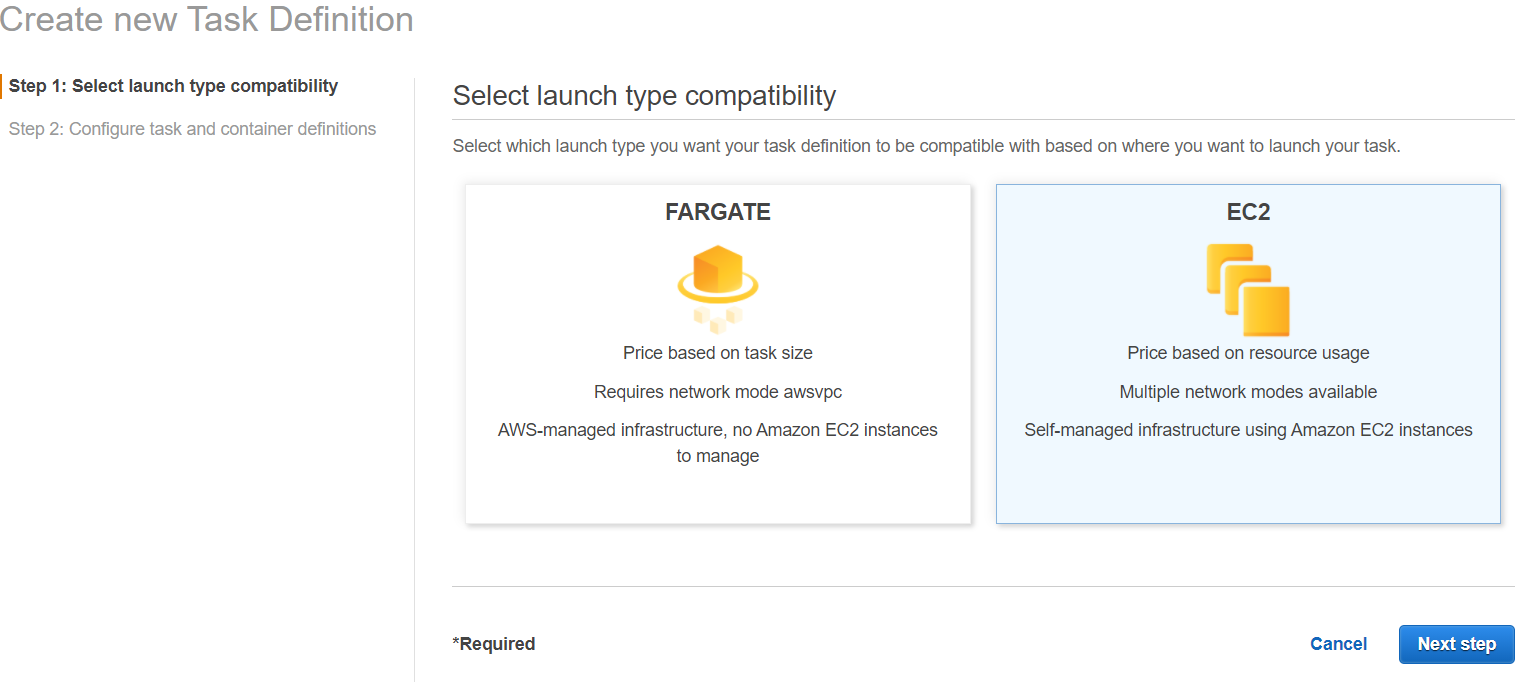 Create new Task Definition
Step 1: Select launch type compatibility
Step 2: Configure task and container definitions
Select launch type compatibility
Select which launch type you want your task definition to be compatible with based on where you want to launch your task.
FARGATE
Price based on task size
Requires network mode awsvpc
AWS-managed infrastructure, no Amazon EC2 instances
to manage
EC2
Price based on resource usage
Multiple network modes available
Self-managed infrastructure using Amazon EC2 instances
*Required
Cancel
Next step